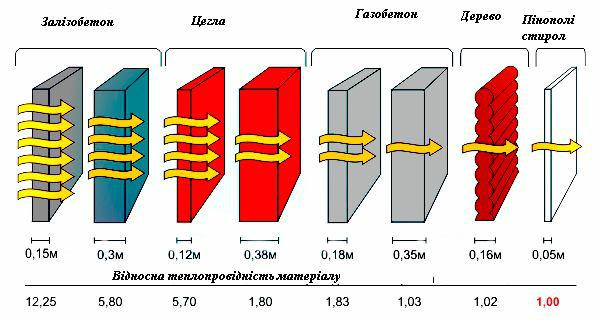 Залізобетон Цегла Газобетон Дерево Пінополі
стирол
0,15м 0,3м 0,12м 0,38м 0,18м 0,35м 0,16м 0,05м
Відносна теплопровідність матеріалу
12,25 5,80 5,70 1,80 1,83 1,03 1,02 1,00